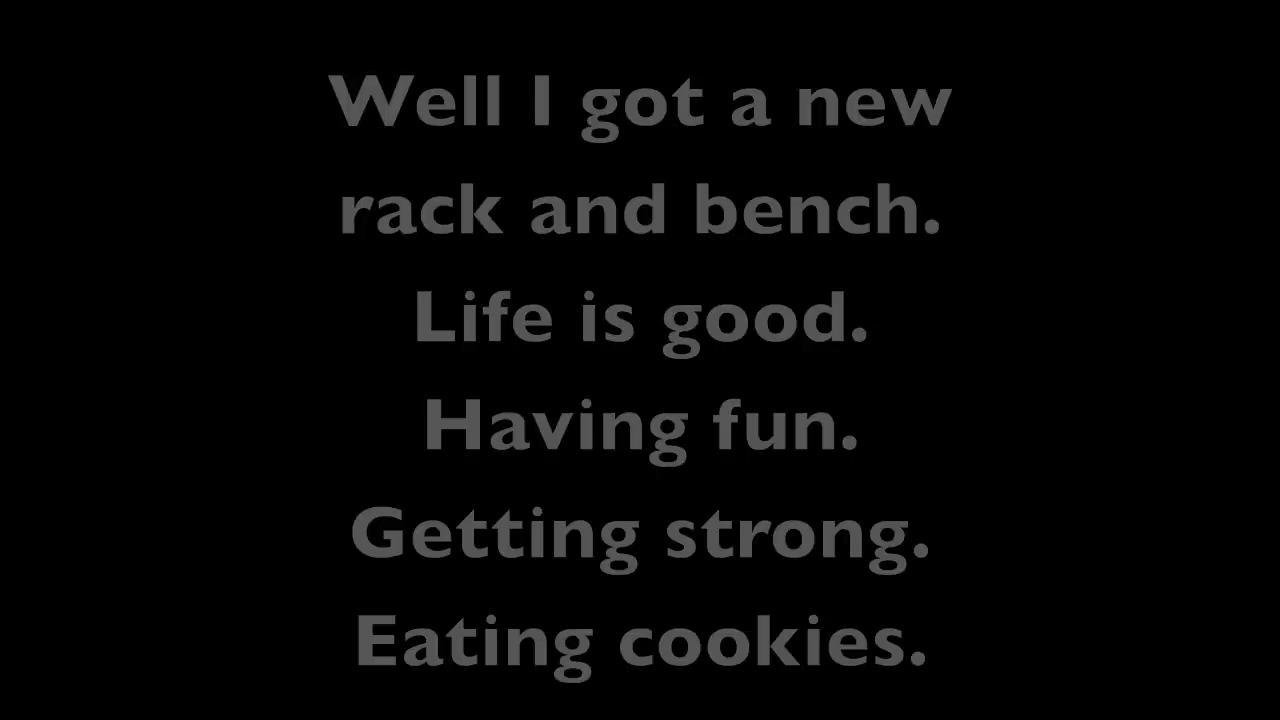 Well I got a new
rack and bench.
Life is good.
Having fun.
Getting strong.
Eating cookies.